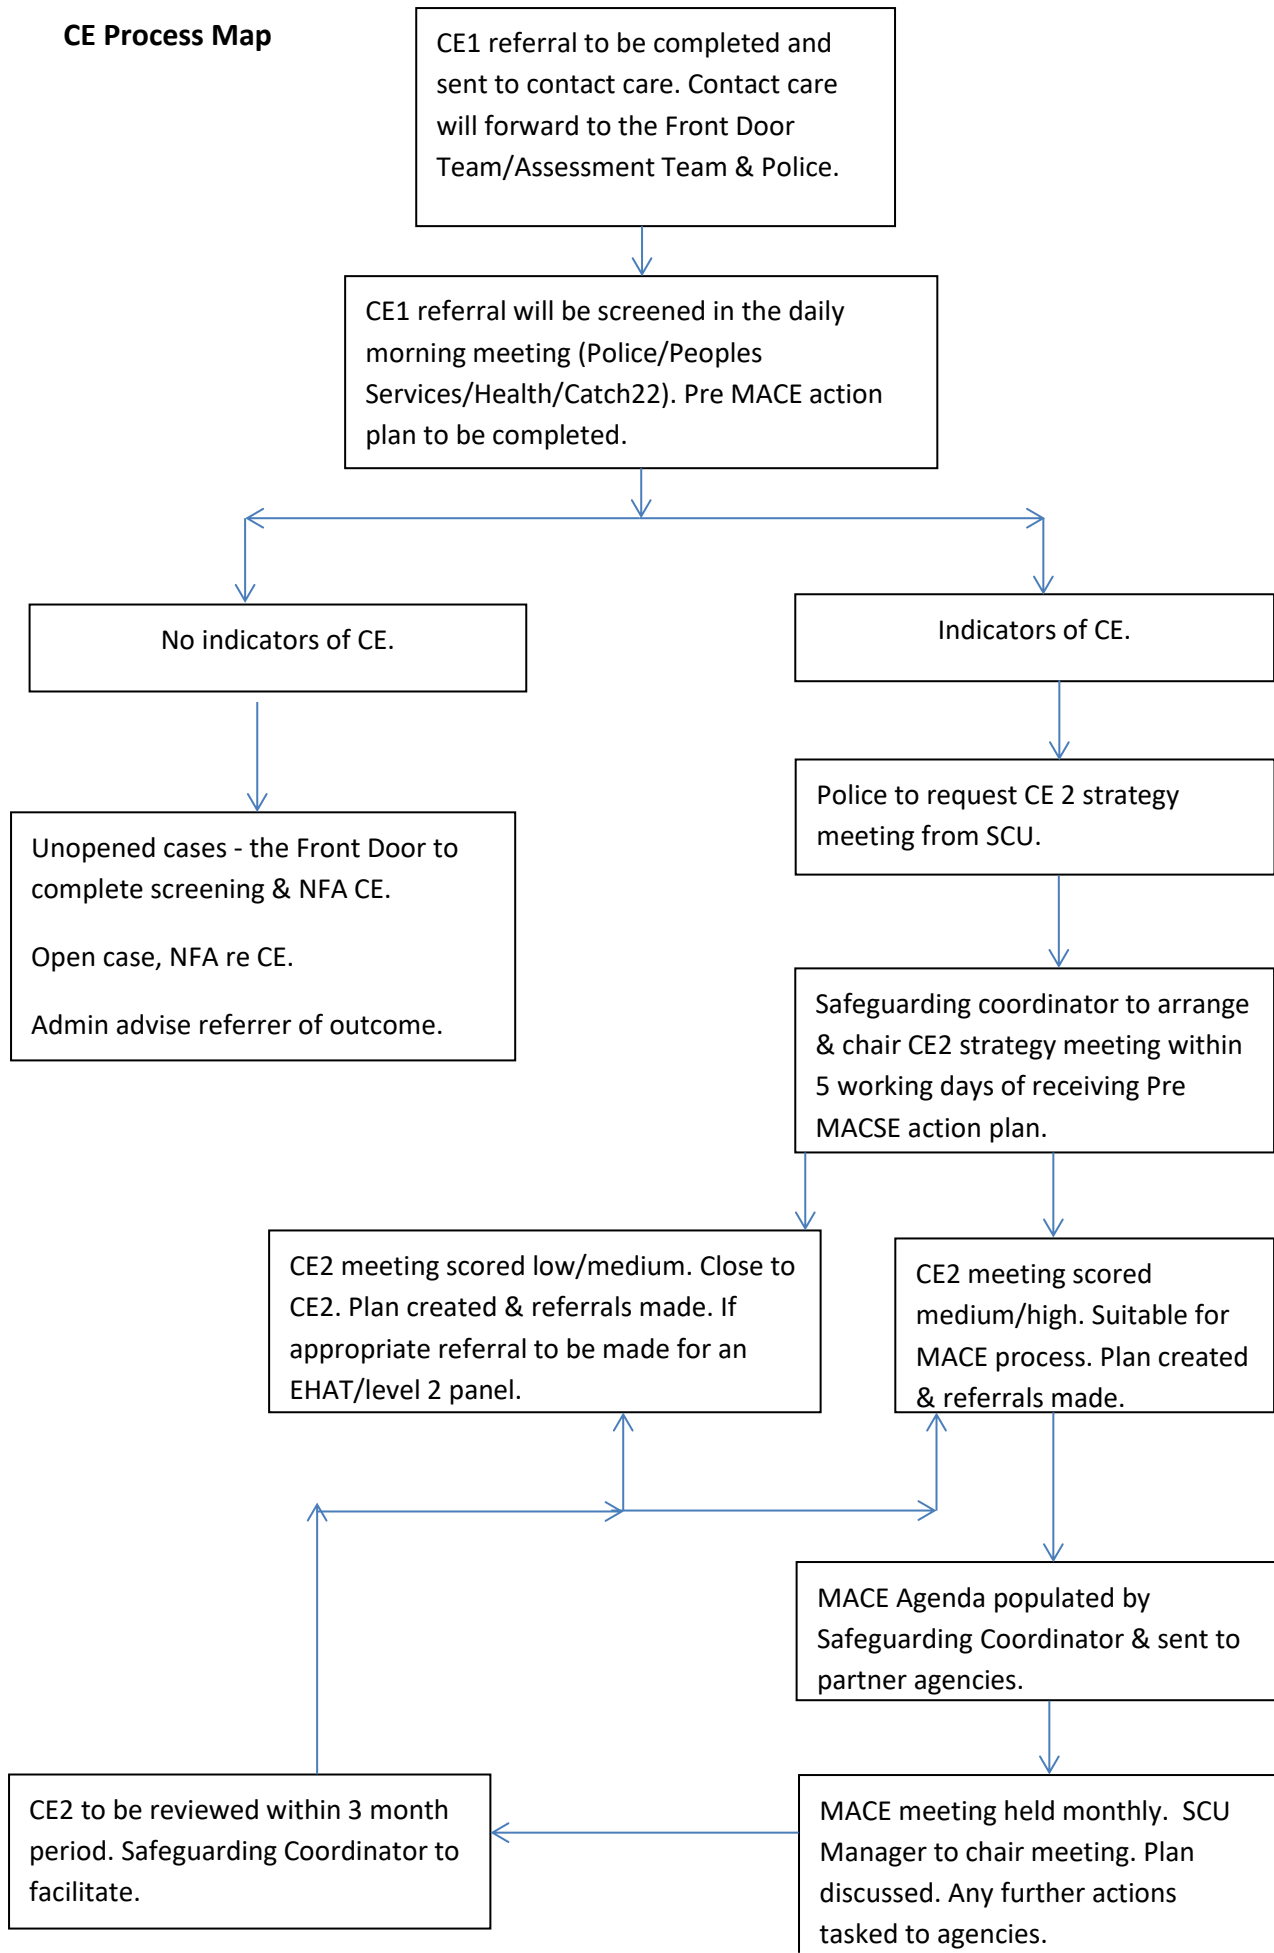 CE Process Map
CE1 referral to be completed and
sent to contact care. Contact care
will forward to the Front Door
Team/Assessment Team & Police.
CE1 referral will be screened in the daily
morning meeting (Police/Peoples
Services/Health/Catch22). Pre MACE action
plan to be completed.
No indicators of CE.
Indicators of CE.
Unopened cases - the Front Door to
complete screening & NFA CE.
Open case, NFA re CE.
Admin advise referrer of outcome.
Police to request CE 2 strategy
meeting from SCU.
Safeguarding coordinator to arrange
& chair CE2 strategy meeting within
5 working days of receiving Pre
MACSE action plan.
CE2 meeting scored low/medium. Close to
CE2. Plan created & referrals made. If
appropriate referral to be made for an
EHAT/level 2 panel.
CE2 meeting scored
medium/high. Suitable for
MACE process. Plan created
& referrals made.
MACE Agenda populated by
Safeguarding Coordinator & sent to
partner agencies.
CE2 to be reviewed within 3 month
period. Safeguarding Coordinator to
facilitate.
MACE meeting held monthly.  SCU
Manager to chair meeting. Plan
discussed. Any further actions
tasked to agencies.